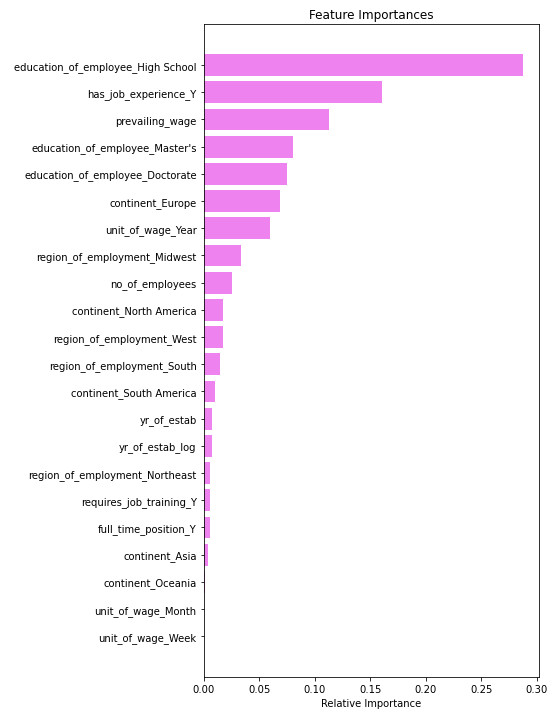 Feature Importances
education_of_employee_High School
has_job_experience_Y
prevailing_wage
education_of_employee_Master's
education_of_employee_Doctorate
continent_Europe
unit_of_wage_Year
region_of_employment_Midwest
no_of_employees
continent_North America
region_of_employment_West
region_of_employment_South
continent_South America
yr_of_estab
yr_of_estab_log
region_of_employment_Northeast
requires_job_training_Y
full_time_position_Y
continent_Asia
continent_Oceania
unit_of_wage_Month
unit_of_wage_Week
0.00 0.05 0.10 0.15 0.20 0.25 0.30
Relative Importance